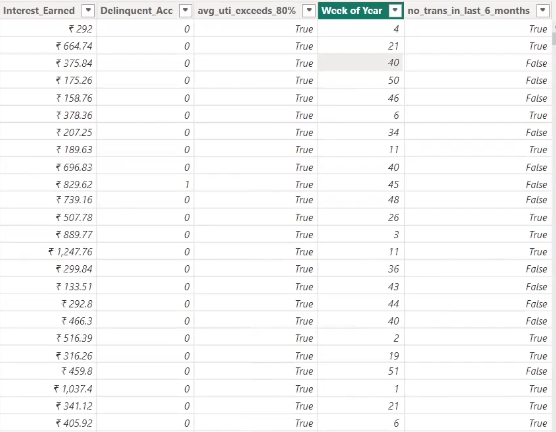 Interest_Earned Delinquent_Acc avg_uti_exceeds_80% Week of Year no_trans_in_last_6_months
₹ 292 0 True 4 True
₹ 664.74 0 True 21 True
₹ 375.84 0 True 40 False
₹ 175.26 0 True 50 False
₹ 158.76 0 True 46 False
₹ 378.36 0 True 6 True
₹ 207.25 0 True 34 False
₹ 189.63 0 True 11 True
₹ 696.83 0 True 40 False
₹ 829.62 1 True 45 False
₹ 739.16 0 True 48 False
₹ 507.78 0 True 26 True
₹ 889.77 0 True 3 True
₹ 1,247.76 0 True 11 True
₹ 299.84 0 True 36 False
₹ 133.51 0 True 43 False
₹ 292.8 0 True 44 False
₹ 466.3 0 True 40 False
₹ 516.39 0 True 2 True
₹ 316.26 0 True 19 True
₹ 459.8 0 True 51 False
₹ 1,037.4 0 True 1 True
₹ 341.12 0 True 21 True
₹ 405.92 0 True 6 True